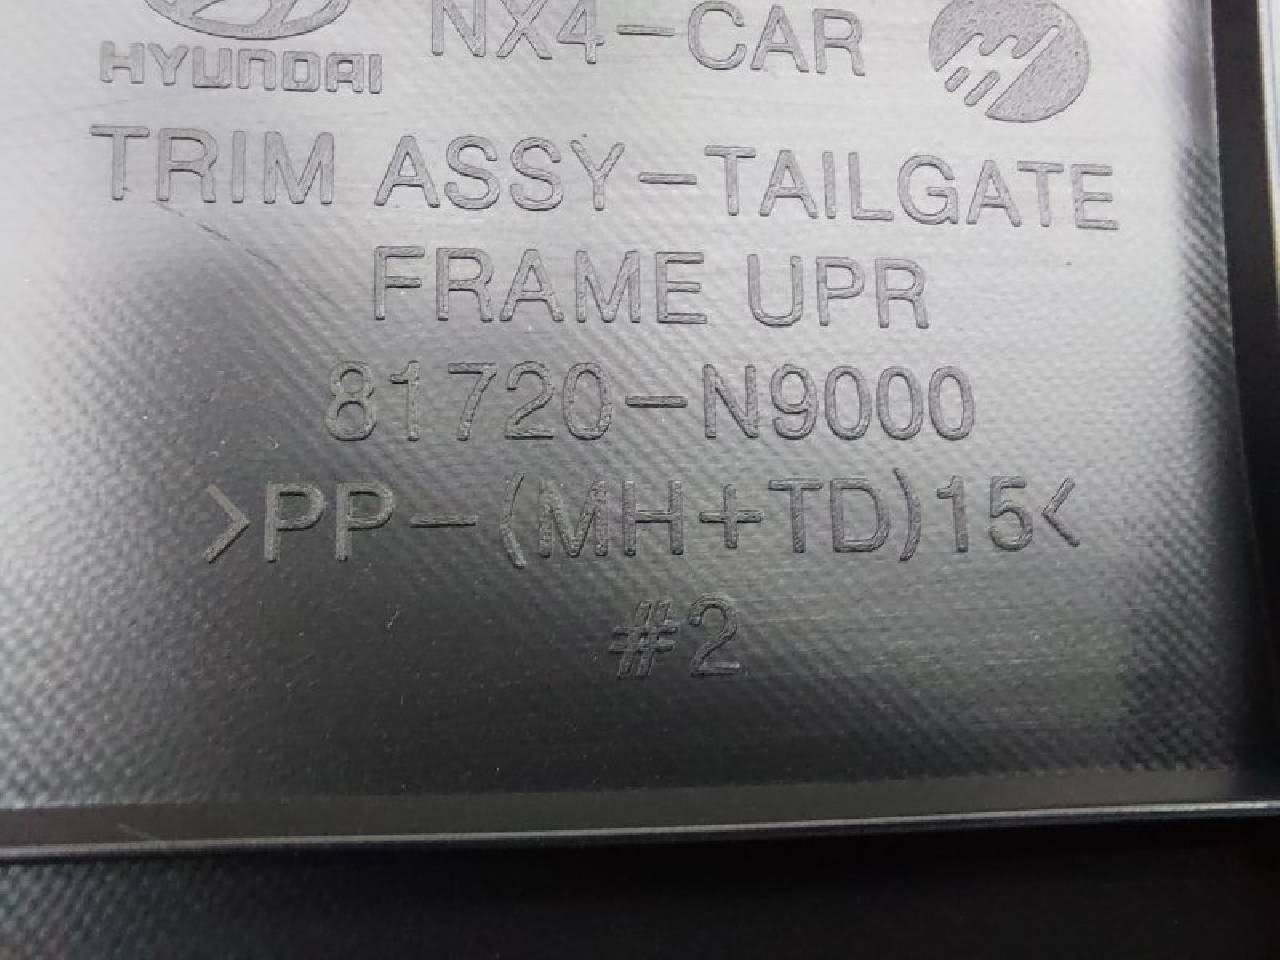 HYUNDAI
NX4-CAR
TRIM ASSY-TAILGATE
FRAME UPR
81720-N9000
>PP-(MH+TD)15<
#2